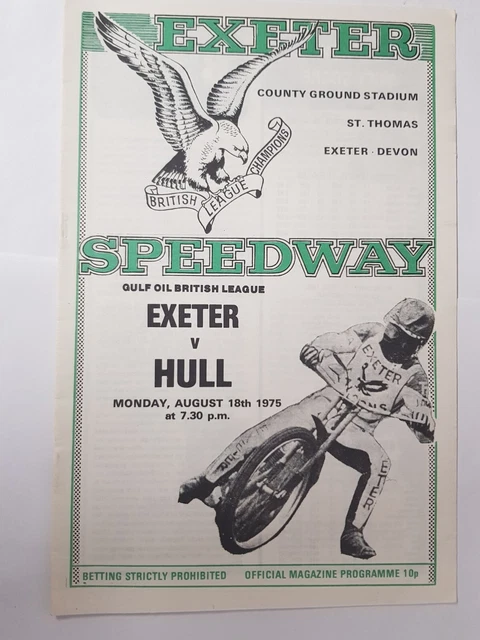 EXETER
COUNTY GROUND STADIUM
ST. THOMAS
EXETER - DEVON
BRITISH LEAGUE CHAMPIONS
SPEEDWAY
GULF OIL BRITISH LEAGUE
EXETER
v
HULL
MONDAY, AUGUST 18th 1975
at 7.30 p.m.
EXETER
BETTING STRICTLY PROHIBITED OFFICIAL MAGAZINE PROGRAMME 10p